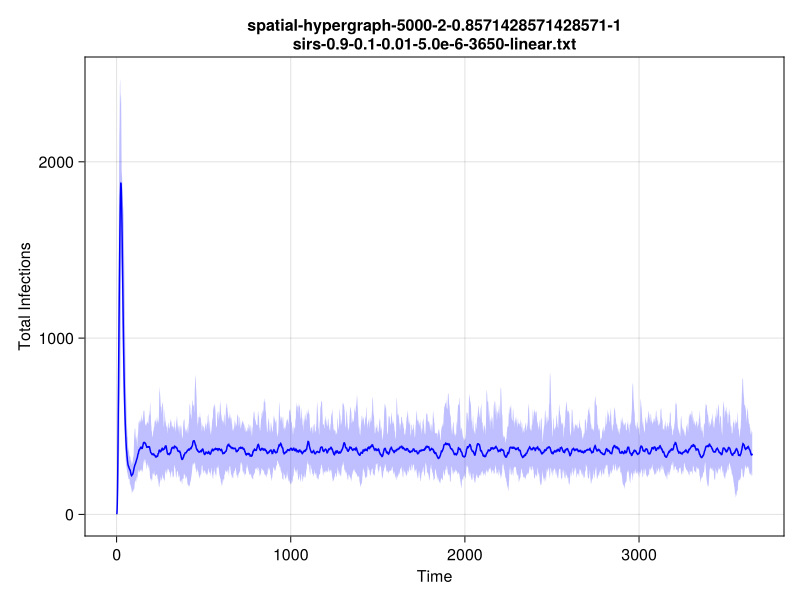 spatial-hypergraph-5000-2-0.8571428571428571-1
sirs-0.9-0.1-0.01-5.0e-6-3650-linear.txt
Total Infections
2000
1000
0
0
1000
2000
3000
Time